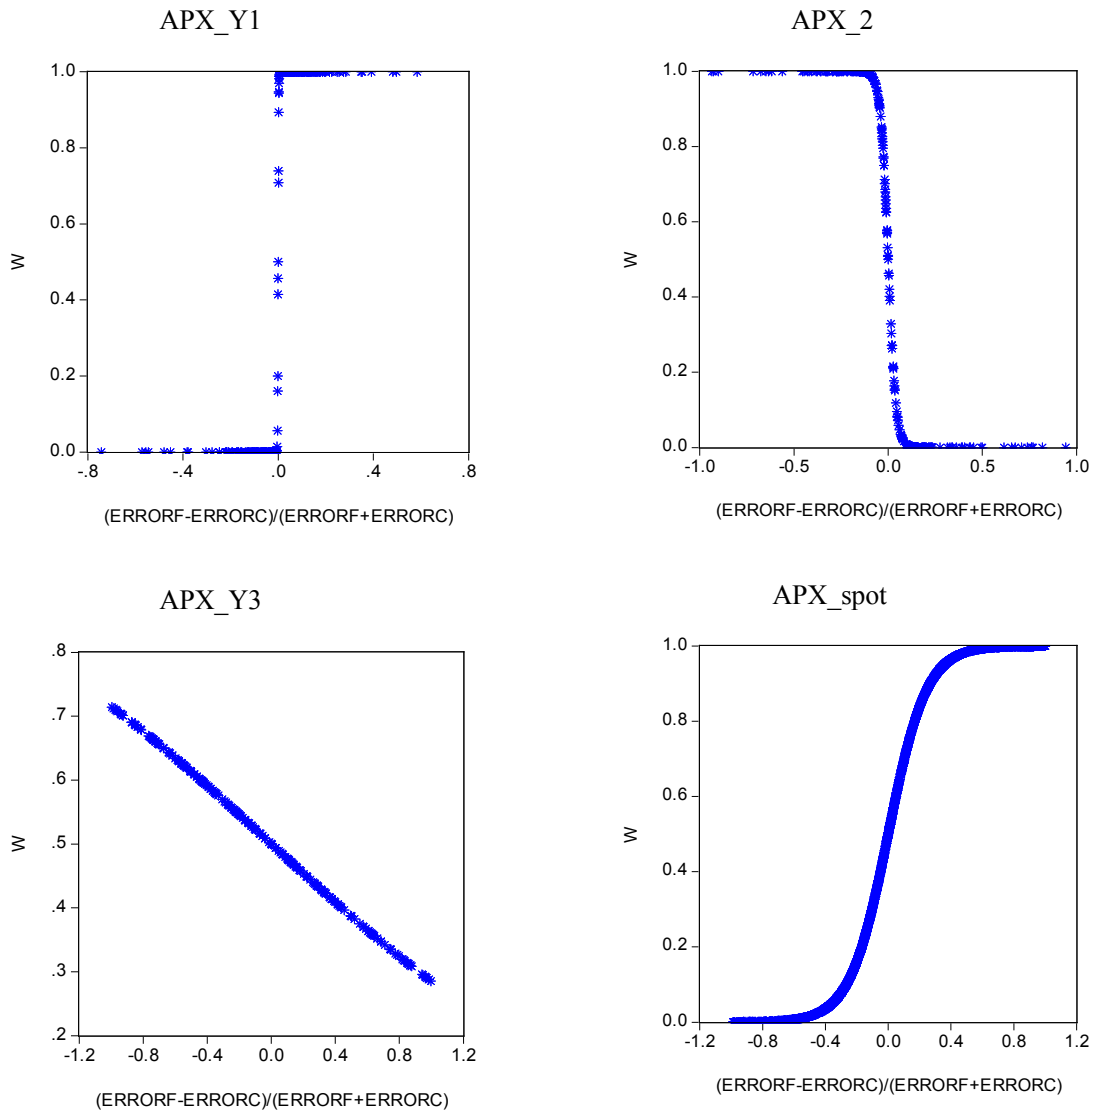 APX_Y1
1.0
0.8
0.6
0.4
0.2
0.0
W
-.8 -.4 .0 .4 .8
(ERRORF-ERRORC)/(ERRORF+ERRORC)
APX_2
1.0
0.8
0.6
0.4
0.2
0.0
W
-1.0 -0.5 0.0 0.5 1.0
(ERRORF-ERRORC)/(ERRORF+ERRORC)
APX_Y3
.8
.7
.6
.5
.4
.3
.2
W
-1.2 -0.8 -0.4 0.0 0.4 0.8 1.2
(ERRORF-ERRORC)/(ERRORF+ERRORC)
APX_spot
1.0
0.8
0.6
0.4
0.2
0.0
W
-1.2 -0.8 -0.4 0.0 0.4 0.8 1.2
(ERRORF-ERRORC)/(ERRORF+ERRORC)